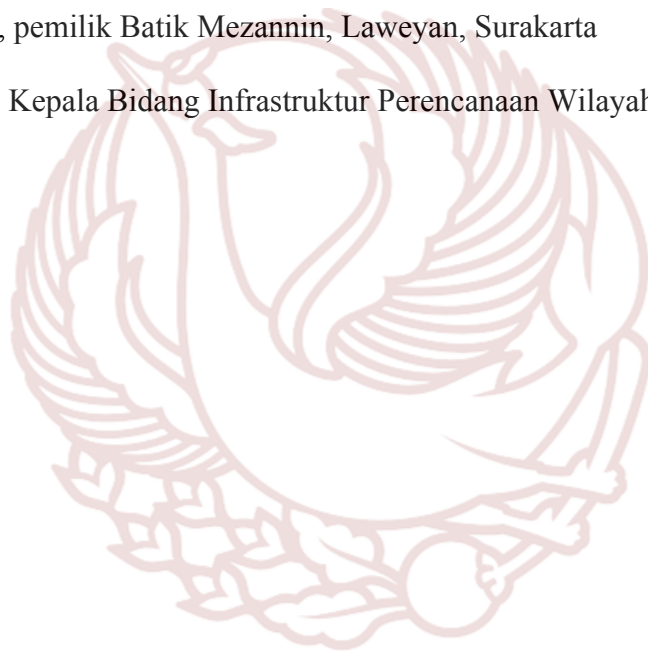 , pemilik Batik Mezannin, Laweyan, Surakarta
Kepala Bidang Infrastruktur Perencanaan Wilayah